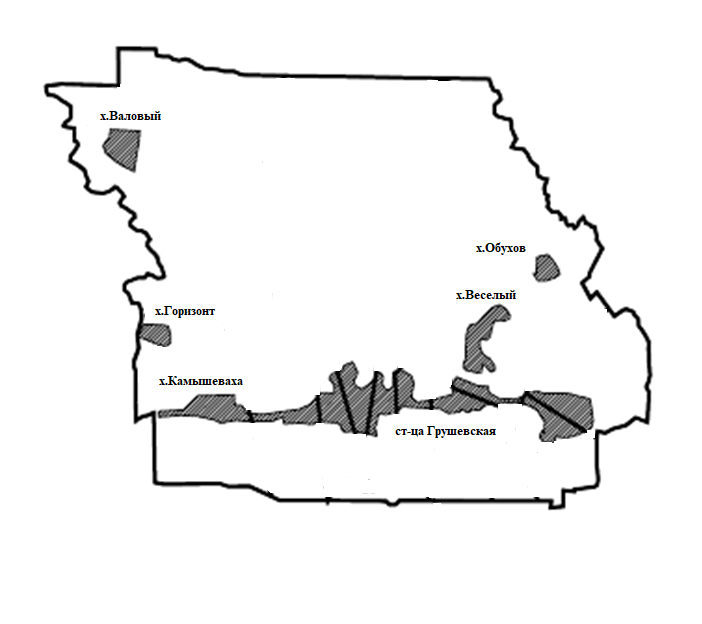 х.Валовый
х.Обухов
х.Веселый
х.Горизонт
х.Камышеваха
ст-ца Грушевская